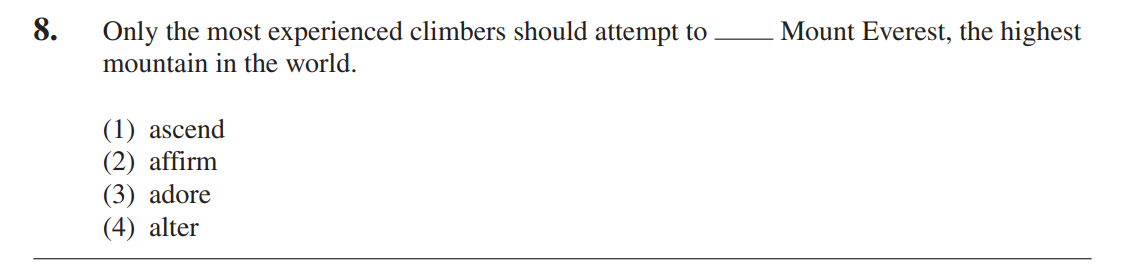 8. Only the most experienced climbers should attempt to _____ Mount Everest, the highest
mountain in the world.
(1) ascend
(2) affirm
(3) adore
(4) alter